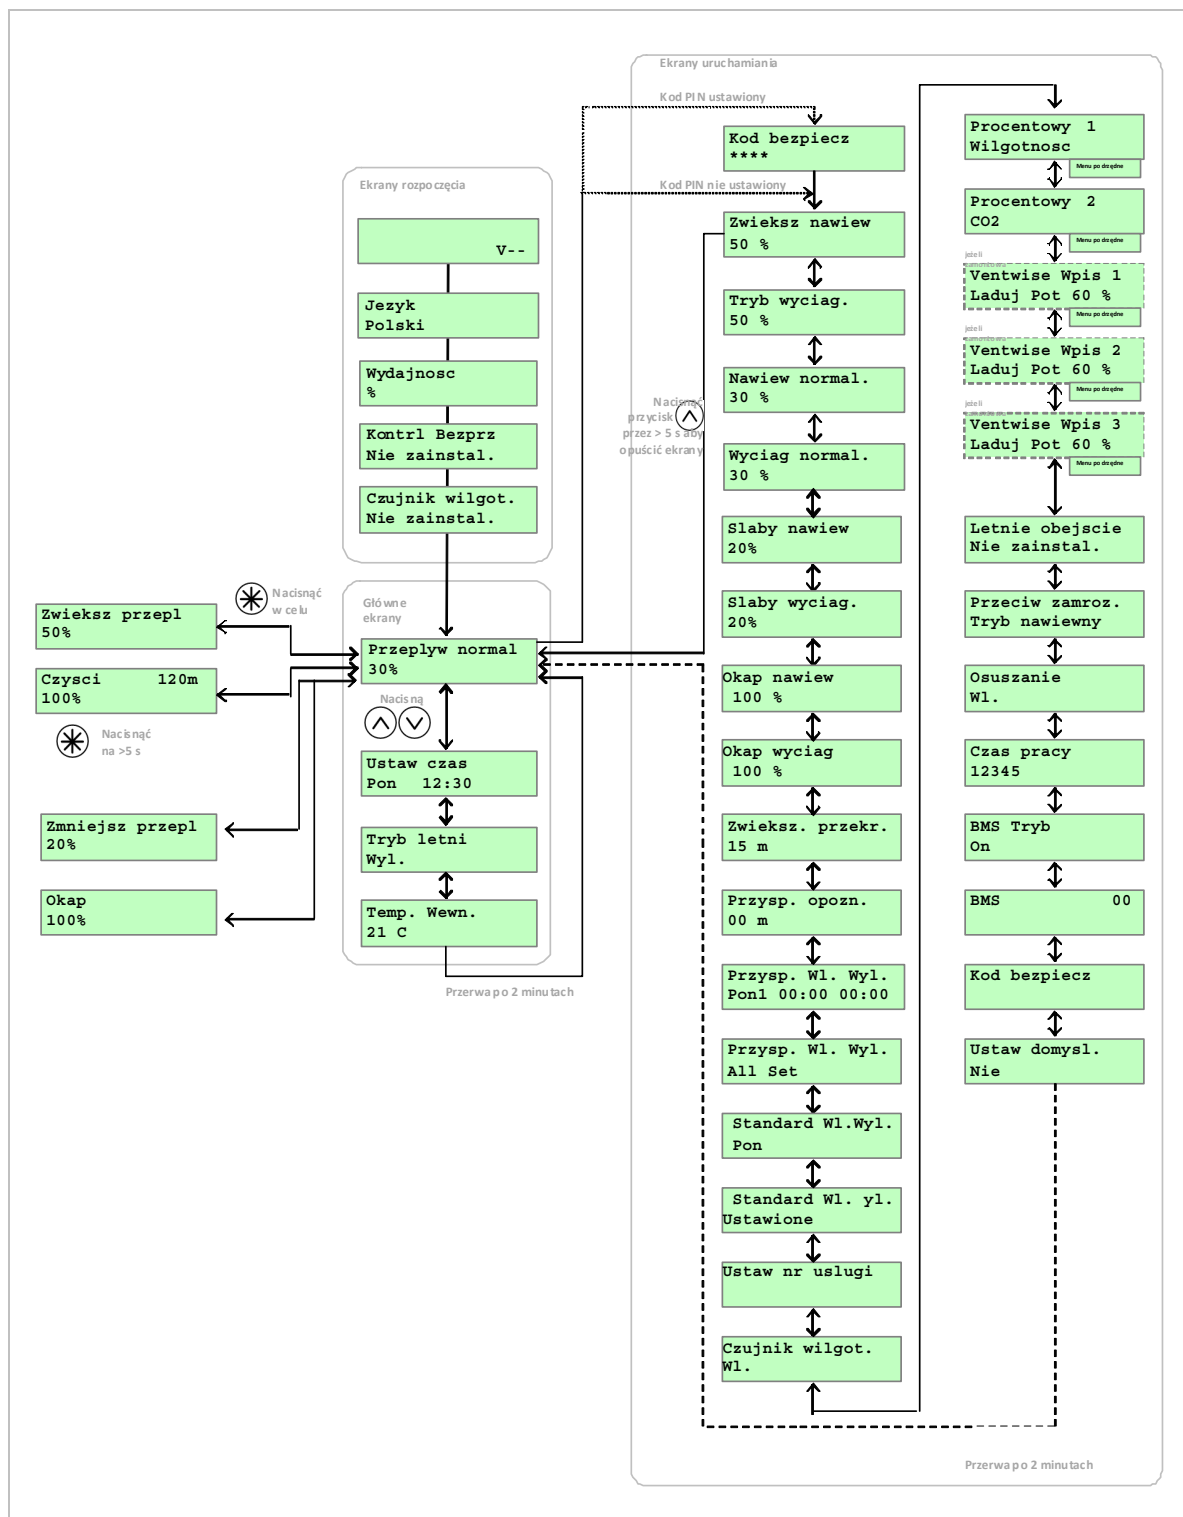 Ekrany rozpoczęcia
V--
Jezyk
Polski
Wydajnosc
%
Kontrl Bezprz
Nie zainstal.
Czujnik wilgot.
Nie zainstal.
Główne
ekrany
Przeplyw normal
30%
Nacisną
Ustaw czas
Pon 12:30
Tryb letni
Wyl.
Temp. Wewn.
21 C
Przerwa po 2 minutach
Nacisnąć
w celu
Zwieksz przepl
50%
Czysci 120m
100%
Nacisnąć
na >5 s
Zmniejsz przepl
20%
Okap
100%
Ekrany uruchamiania
Kod PIN ustawiony
Kod bezpiecz
****
Kod PIN nie ustawiony
Zwieksz nawiew
50 %
Tryb wyciag.
50 %
Nacisnąć
przycisk
przez > 5 s aby
opuścić ekrany
Nawiew normal.
30 %
Wyciag normal.
30 %
Slaby nawiew
20%
Slaby wyciag.
20%
Okap nawiew
100 %
Okap wyciag
100 %
Zwieksz. przekr.
15 m
Przysp. opozn.
00 m
Przysp. Wl. Wyl.
Pon1 00:00 00:00
Przysp. Wl. Wyl.
All Set
Standard Wl.Wyl.
Pon
Standard Wl. yl.
Ustawione
Ustaw nr uslugi
Czujnik wilgot.
Wl.
Procentowy 1
Wilgotnosc
Menu podrzędne
Procentowy 2
CO2
Menu podrzędne
jeżeli
Ventwise Wpis 1
Laduj Pot 60 %
Menu podrzędne
jeżeli
Ventwise Wpis 2
Laduj Pot 60 %
Menu podrzędne
jeżeli
Ventwise Wpis 3
Laduj Pot 60 %
Menu podrzędne
Letnie obejscie
Nie zainstal.
Przeciw zamroz.
Tryb nawiewny
Osuszanie
Wl.
Czas pracy
12345
BMS Tryb
On
BMS 00
Kod bezpiecz
Ustaw domysl.
Nie
Przerwa po 2 minutach